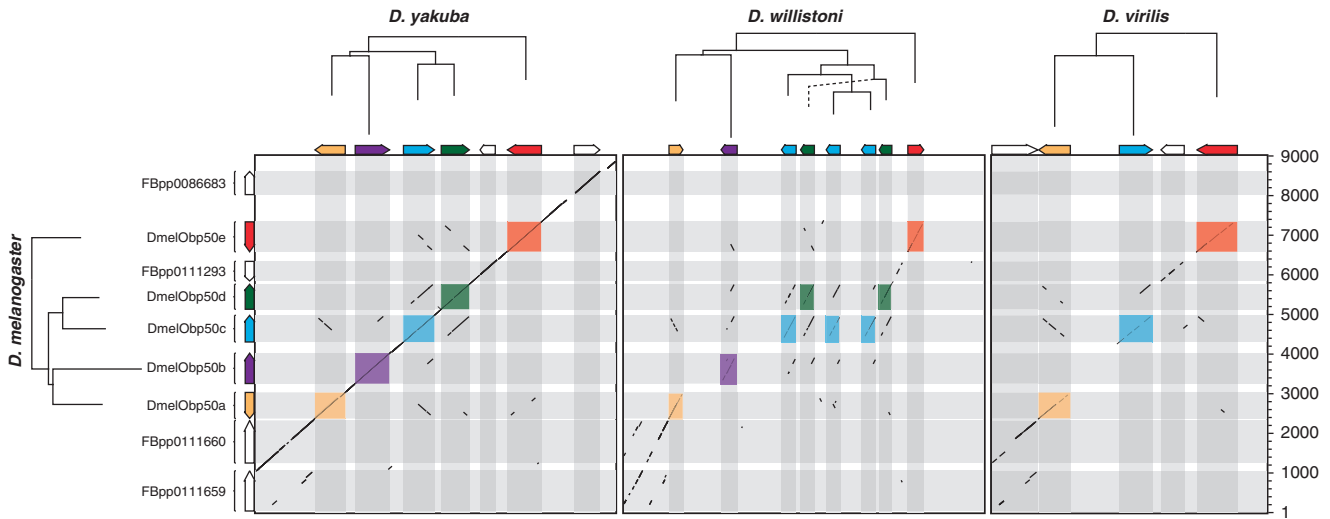 D. yakuba
D. willistoni
D. virilis
D. melanogaster
FBpp0086683
DmelObp50e
FBpp0111293
DmelObp50d
DmelObp50c
DmelObp50b
DmelObp50a
FBpp0111660
FBpp0111659
9000
8000
7000
6000
5000
4000
3000
2000
1000
1